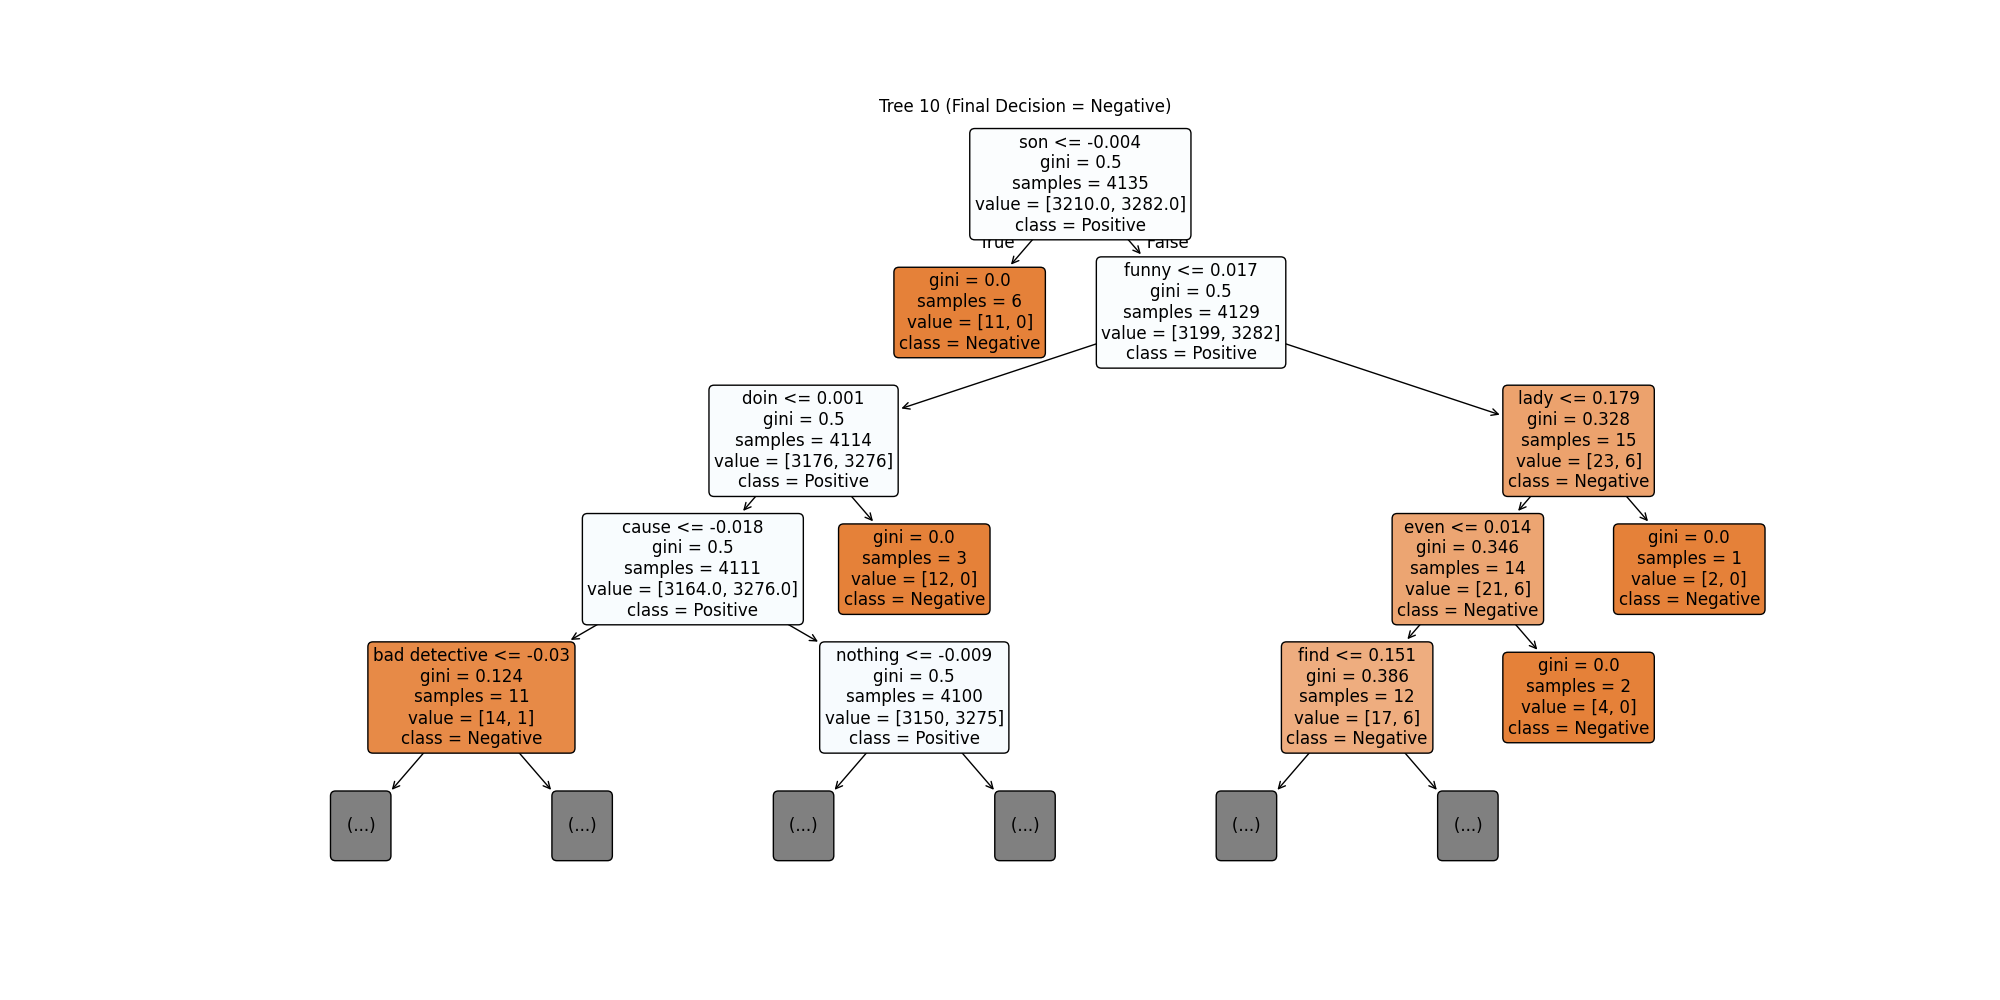 Tree 10 (Final Decision = Negative)
son <= -0.004
gini = 0.5
samples = 4135
value = [3210.0, 3282.0]
class = Positive
True
False
gini = 0.0
samples = 6
value = [11, 0]
class = Negative
funny <= 0.017
gini = 0.5
samples = 4129
value = [3199, 3282]
class = Positive
doin <= 0.001
gini = 0.5
samples = 4114
value = [3176, 3276]
class = Positive
lady <= 0.179
gini = 0.328
samples = 15
value = [23, 6]
class = Negative
cause <= -0.018
gini = 0.5
samples = 4111
value = [3164.0, 3276.0]
class = Positive
gini = 0.0
samples = 3
value = [12, 0]
class = Negative
even <= 0.014
gini = 0.346
samples = 14
value = [21, 6]
class = Negative
gini = 0.0
samples = 1
value = [2, 0]
class = Negative
bad detective <= -0.03
gini = 0.124
samples = 11
value = [14, 1]
class = Negative
nothing <= -0.009
gini = 0.5
samples = 4100
value = [3150, 3275]
class = Positive
find <= 0.151
gini = 0.386
samples = 12
value = [17, 6]
class = Negative
gini = 0.0
samples = 2
value = [4, 0]
class = Negative
(...)
(...)
(...)
(...)
(...)
(...)